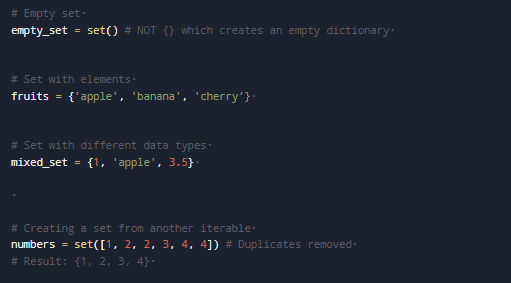 # Empty set
empty_set = set() # NOT {} which creates an empty dictionary
# Set with elements
fruits = {'apple', 'banana', 'cherry'}
# Set with different data types
mixed_set = {1, 'apple', 3.5}
# Creating a set from another iterable
numbers = set([1, 2, 2, 3, 4, 4]) # Duplicates removed
# Result: {1, 2, 3, 4}